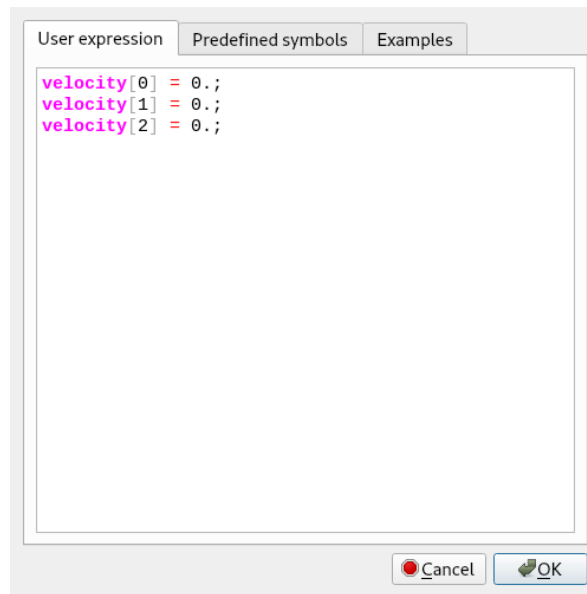 User expression Predefined symbols Examples
velocity[0] = 0.;
velocity[1] = 0.;
velocity[2] = 0.;
Cancel OK